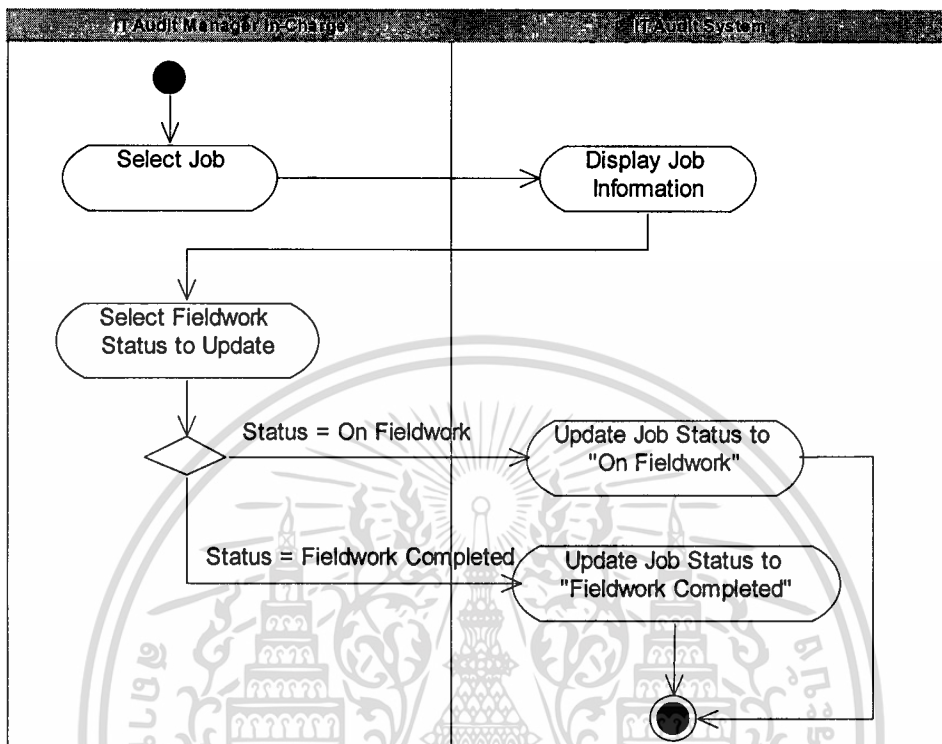 IT Audit Manager In-Charge
IT Audit System
Select Job
Display Job
Information
Select Fieldwork
Status to Update
Status = On Fieldwork
Update Job Status to
"On Fieldwork"
Status = Fieldwork Completed
Update Job Status to
"Fieldwork Completed"